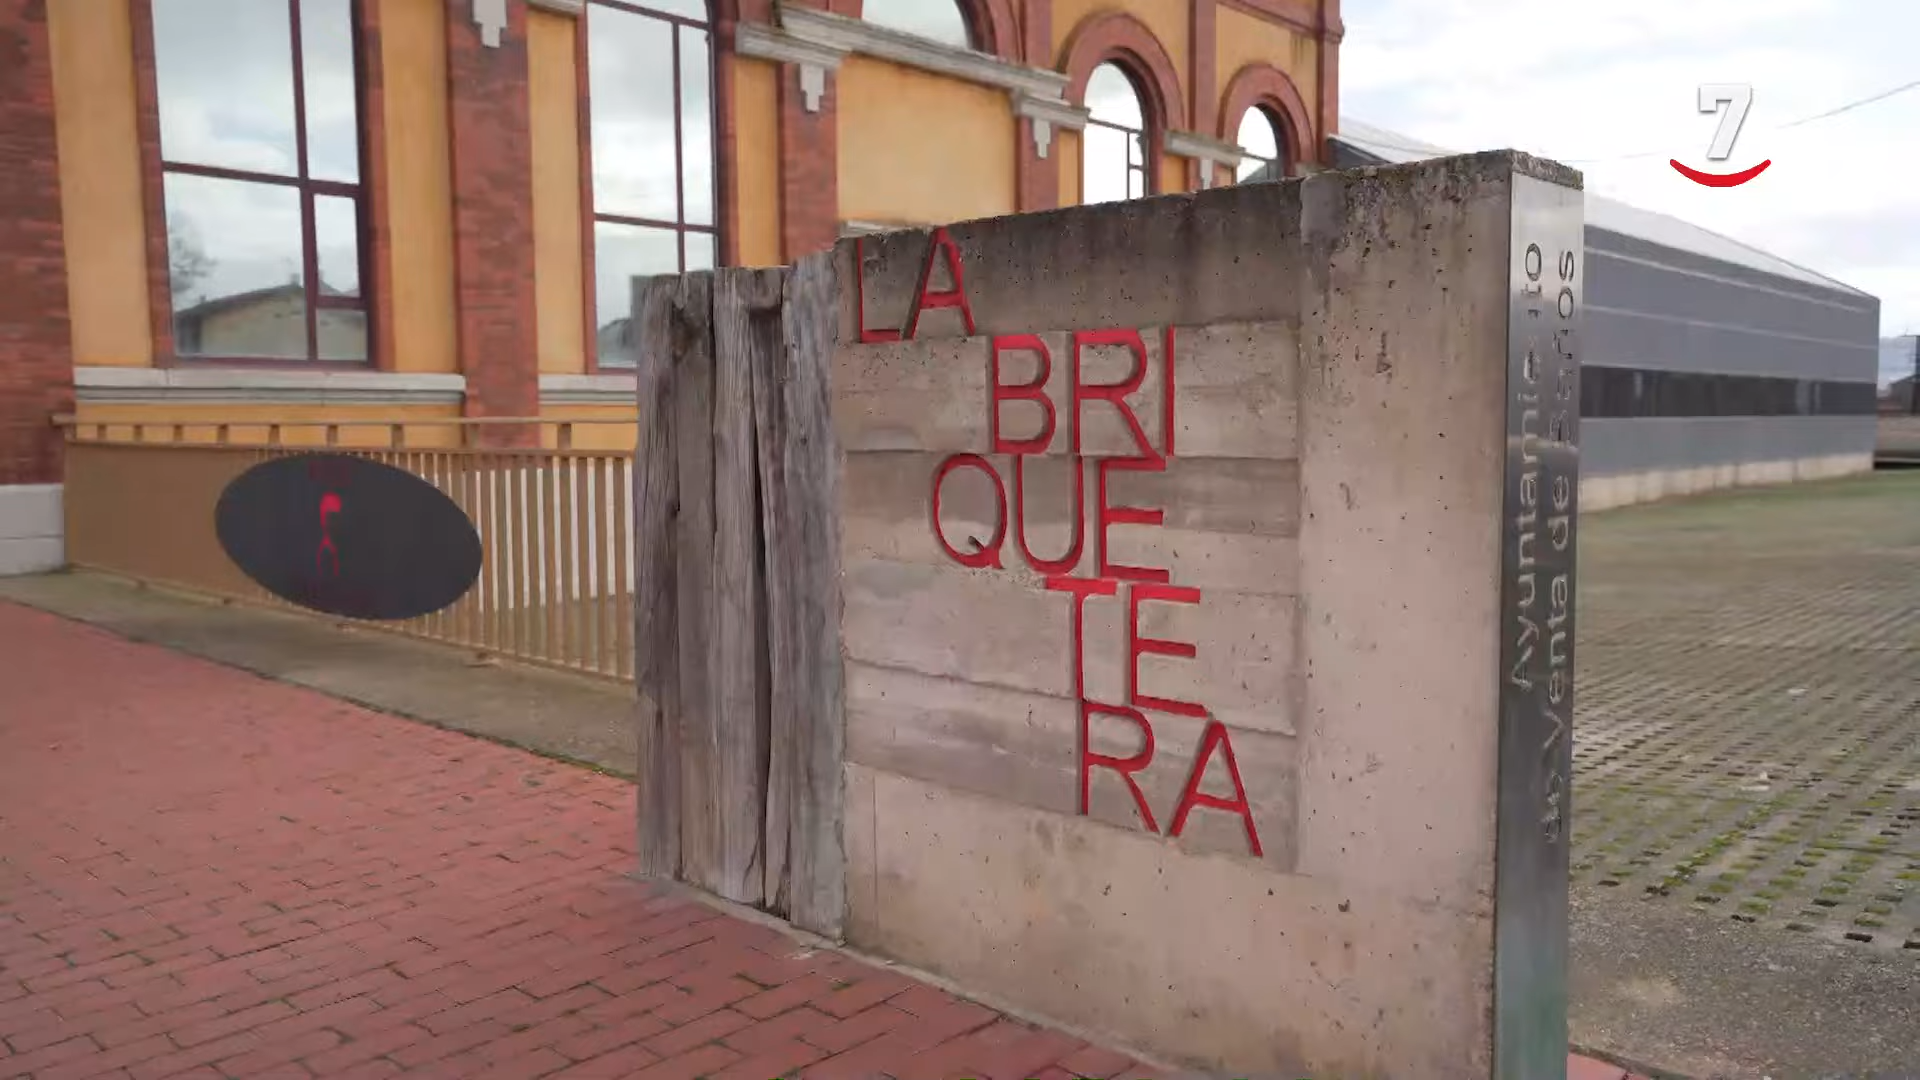 7
LA
BRI
QUE
TE
RA
Ayuntamiento
de Venta de Baños